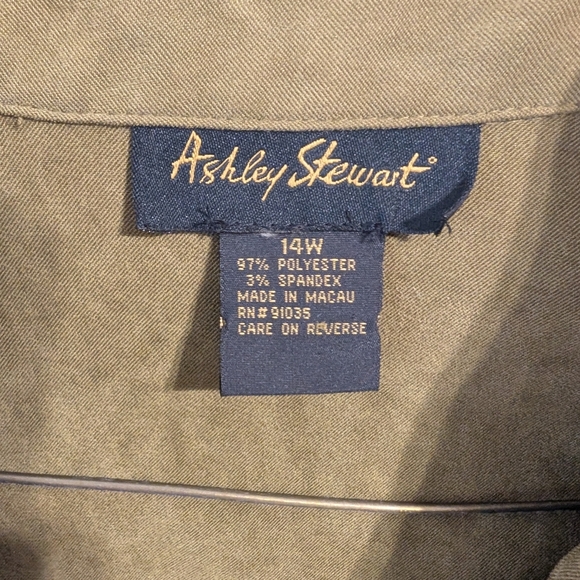 Ashley Stewart
14W
97% POLYESTER
3% SPANDEX
MADE IN MACAU
RN# 91035
CARE ON REVERSE